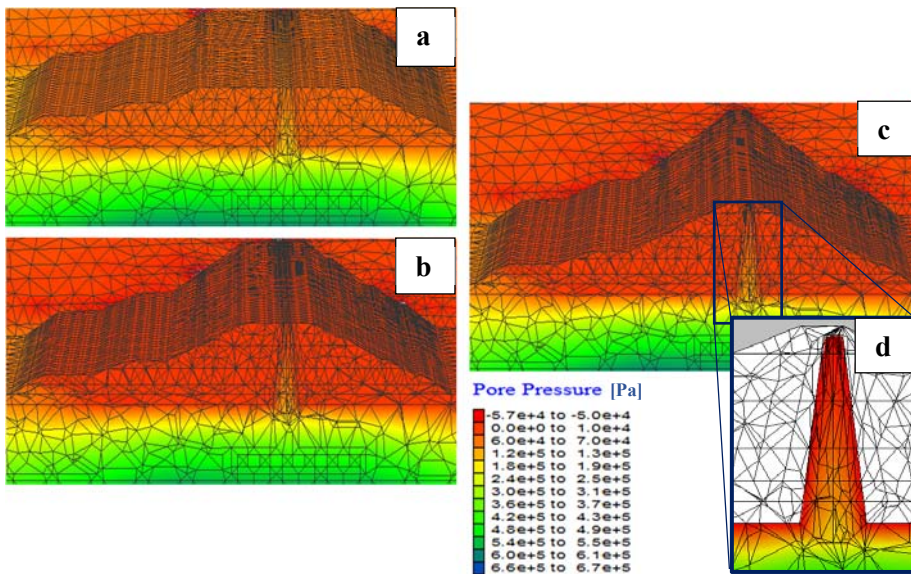 a
b
c
d
Pore Pressure [Pa]
-5.7e+4 to -5.0e+4
0.0e+0 to 1.0e+4
6.0e+4 to 7.0e+4
1.2e+5 to 1.3e+5
1.8e+5 to 1.9e+5
2.4e+5 to 2.5e+5
3.0e+5 to 3.1e+5
3.6e+5 to 3.7e+5
4.2e+5 to 4.3e+5
4.8e+5 to 4.9e+5
5.4e+5 to 5.5e+5
6.0e+5 to 6.1e+5
6.6e+5 to 6.7e+5